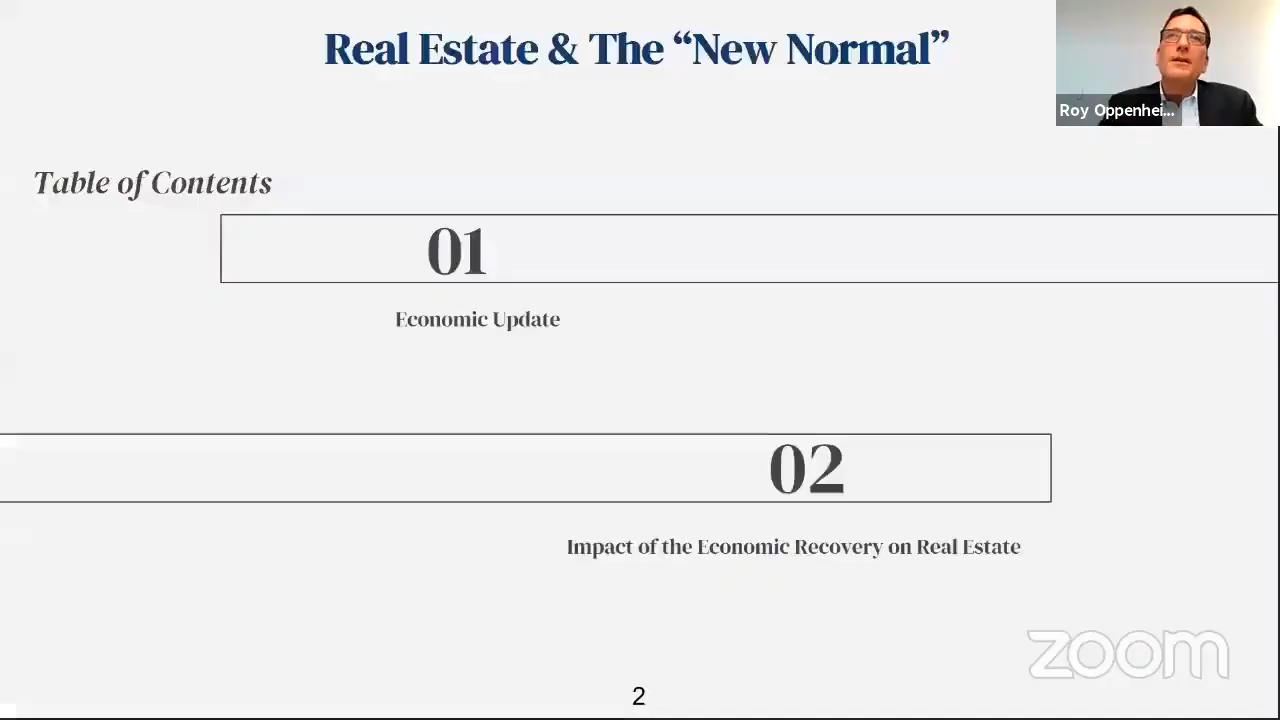 Real Estate & The “New Normal”
Roy Oppenhei...
Table of Contents
01
Economic Update
02
Impact of the Economic Recovery on Real Estate
zoom
2